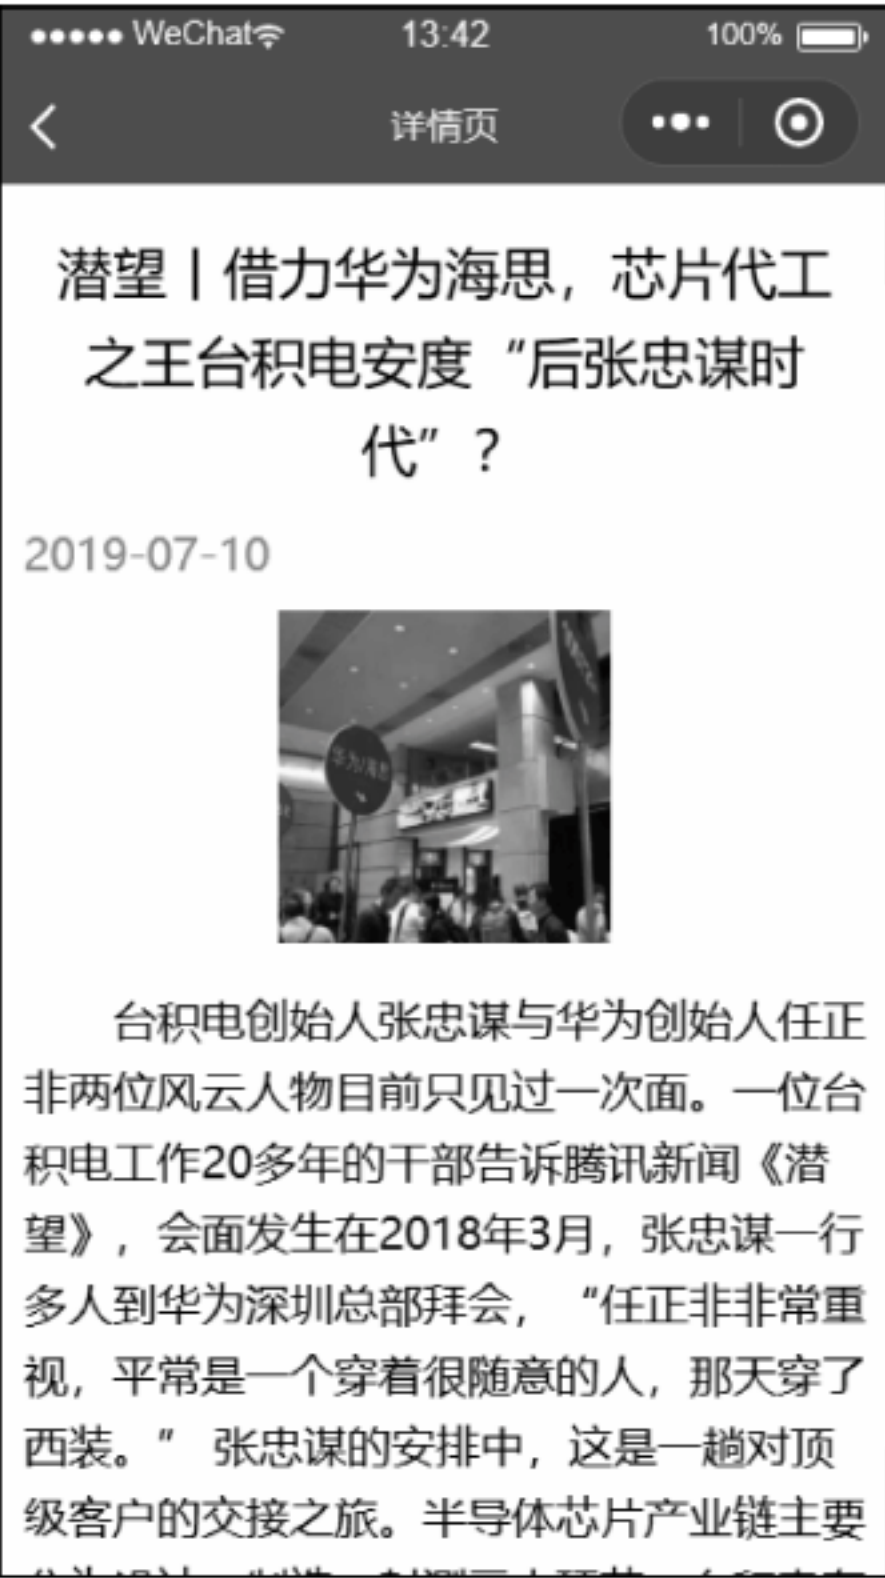 WeChat 13:42 100%
详情页
潜望丨借力华为海思，芯片代工
之王台积电安度“后张忠谋时
代”？
2019-07-10
华为/海思
台积电创始人张忠谋与华为创始人任正
非两位风云人物目前只见过一次面。一位台
积电工作20多年的干部告诉腾讯新闻《潜
望》，会面发生在2018年3月，张忠谋一行
多人到华为深圳总部拜会，“任正非非常重
视，平常是一个穿着很随意的人，那天穿了
西装。” 张忠谋的安排中，这是一趟对顶
级客户的交接之旅。半导体芯片产业链主要